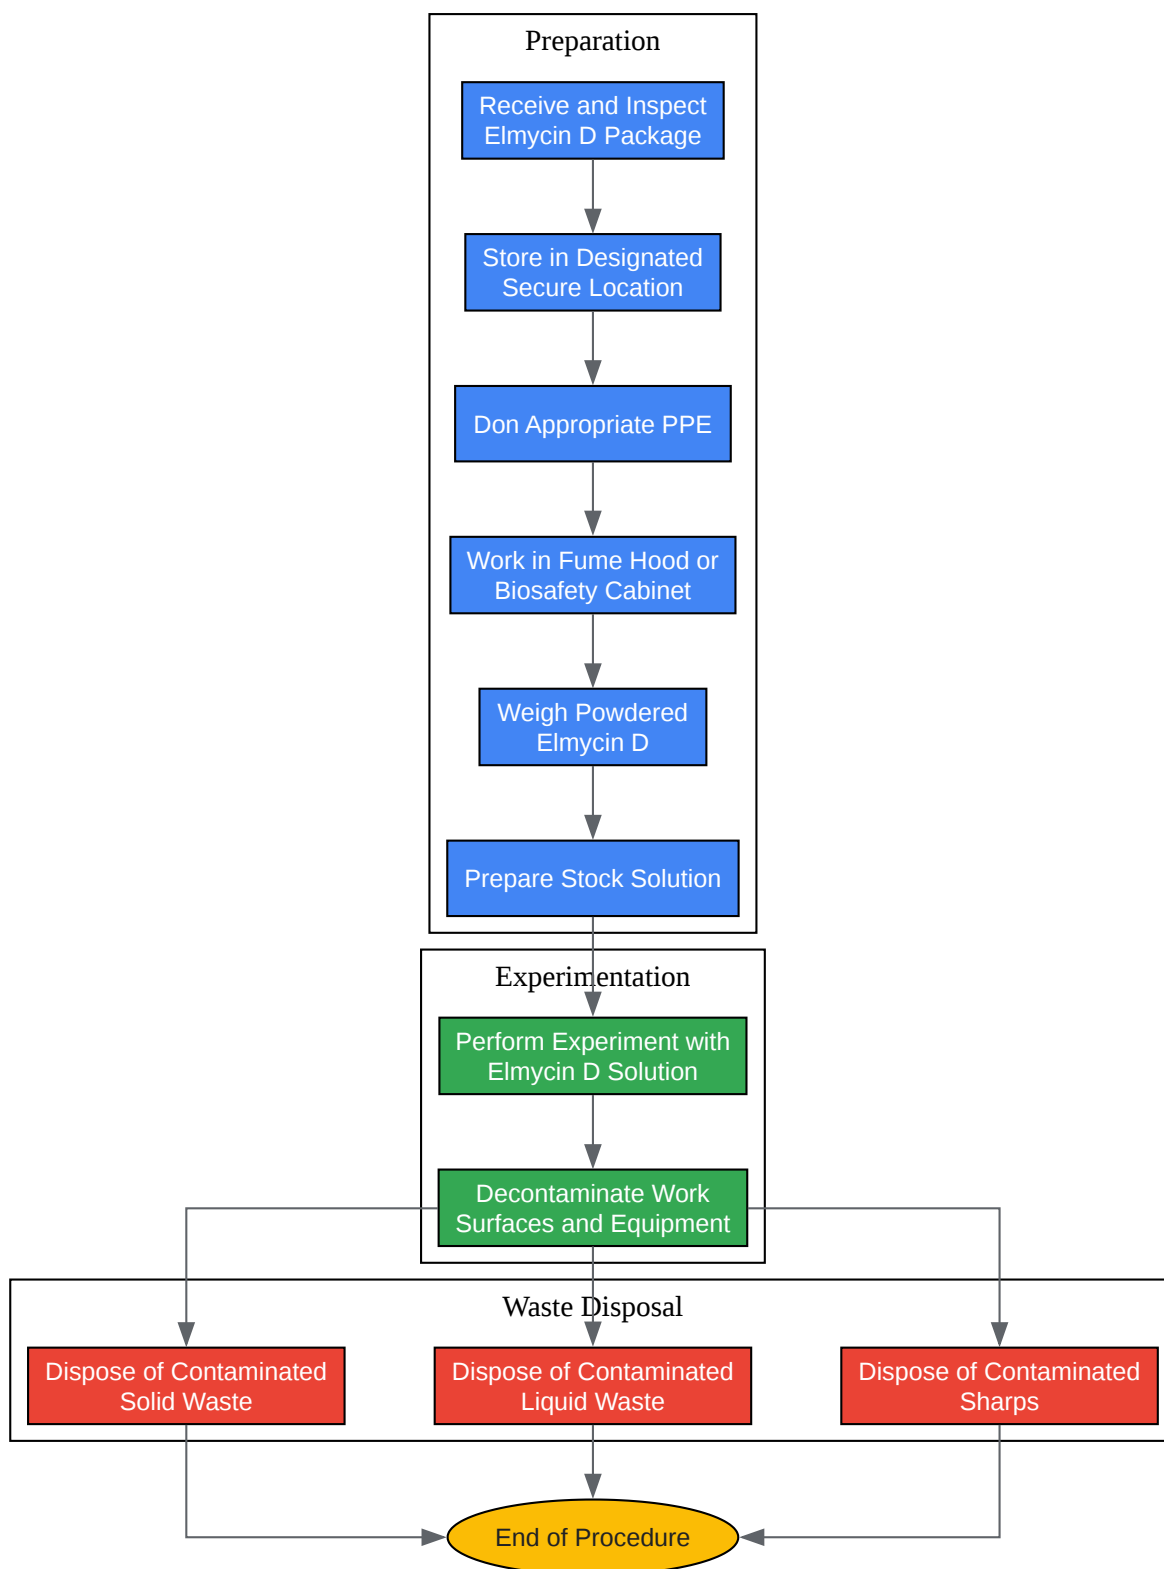 Preparation
Receive and Inspect
Elmycin D Package
Store in Designated
Secure Location
Don Appropriate PPE
Work in Fume Hood or
Biosafety Cabinet
Weigh Powdered
Elmycin D
Prepare Stock Solution
Experimentation
Perform Experiment with
Elmycin D Solution
Decontaminate Work
Surfaces and Equipment
Waste Disposal
Dispose of Contaminated
Solid Waste
Dispose of Contaminated
Liquid Waste
Dispose of Contaminated
Sharps
End of Procedure